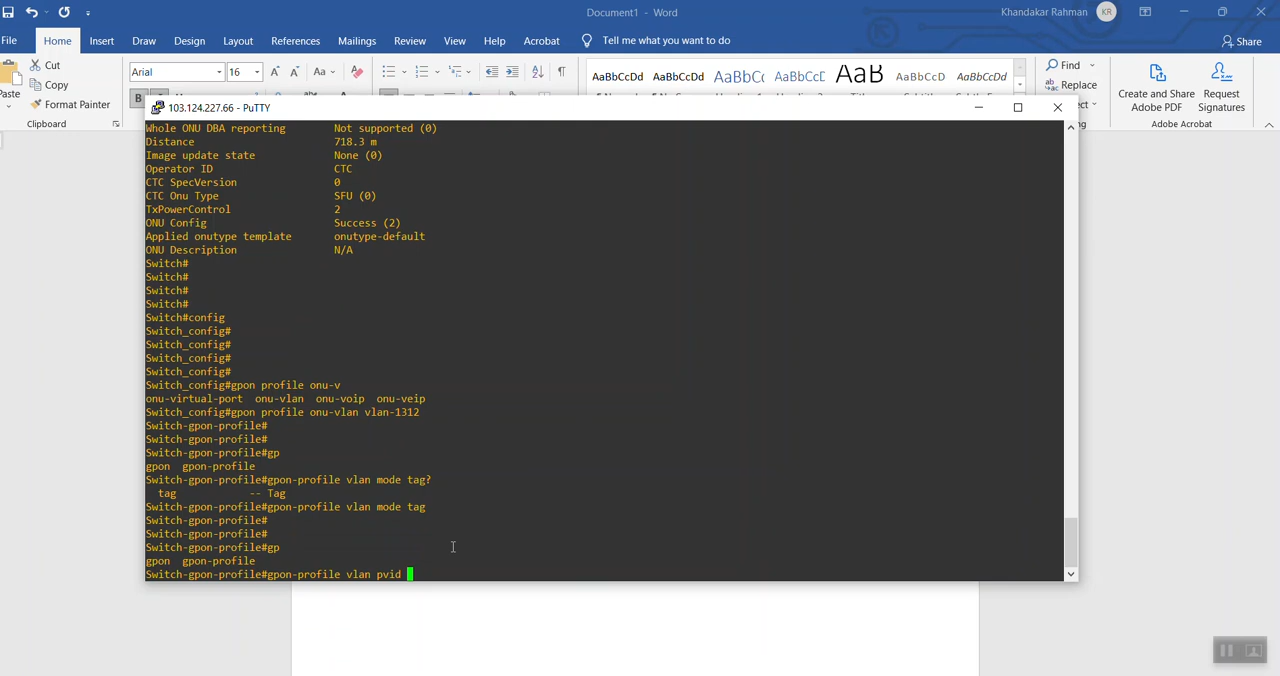 Document1 - Word
Khandakar Rahman
KR
File Home Insert Draw Design Layout References Mailings Review View Help Acrobat Tell me what you want to do Share
Cut
Copy
Paste
Format Painter
Clipboard
Arial 16 Aa
B
AaBbCcDd AaBbCcDd AaBbC AaBbCcC AaB AaBbCcD AaBbCcDd
Find
Replace
Create and Share Adobe PDF
Request Signatures
Adobe Acrobat
103.124.227.66 - PuTTY
Whole ONU DBA reporting Not supported (0)
Distance 718.3 m
Image update state None (0)
Operator ID CTC
CTC SpecVersion 0
CTC Onu Type SFU (0)
TxPowerControl 2
ONU Config Success (2)
Applied onutype template onutype-default
ONU Description N/A
Switch#
Switch#
Switch#
Switch#
Switch#config
Switch_config#
Switch_config#
Switch_config#
Switch_config#
Switch_config#gpon profile onu-v
onu-virtual-port onu-vlan onu-voip onu-veip
Switch_config#gpon profile onu-vlan vlan-1312
Switch-gpon-profile#
Switch-gpon-profile#
Switch-gpon-profile#gp
gpon gpon-profile
Switch-gpon-profile#gpon-profile vlan mode tag?
tag -- Tag
Switch-gpon-profile#gpon-profile vlan mode tag
Switch-gpon-profile#
Switch-gpon-profile#
Switch-gpon-profile#gp
gpon gpon-profile
Switch-gpon-profile#gpon-profile vlan pvid